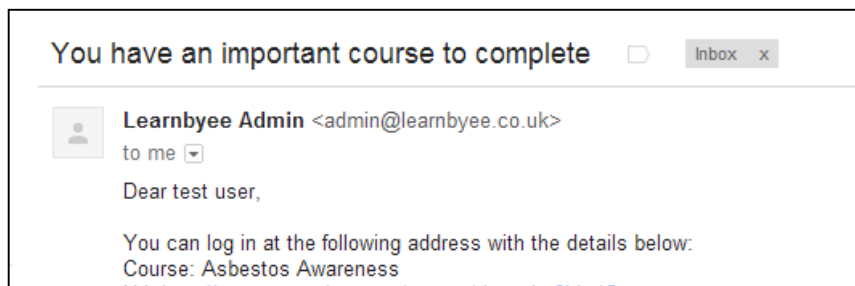 You have an important course to complete Inbox x
Learnbyee Admin <admin@learnbyee.co.uk>
to me
Dear test user,
You can log in at the following address with the details below:
Course: Asbestos Awareness